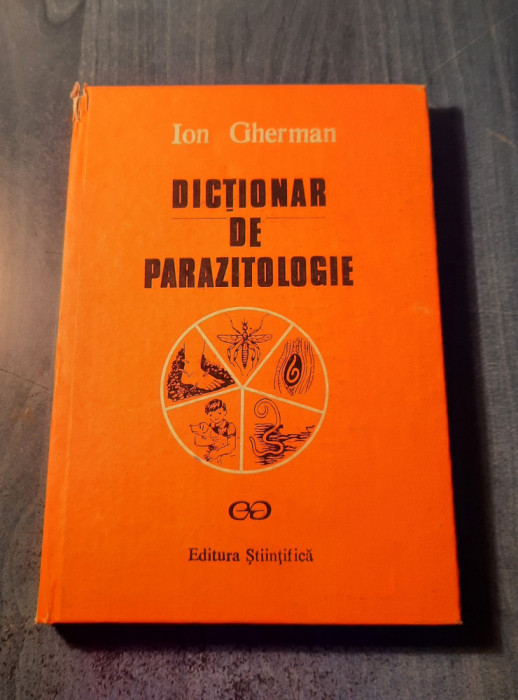 Ion Gherman
DICȚIONAR
DE
PARAZITOLOGIE
Editura Științifică